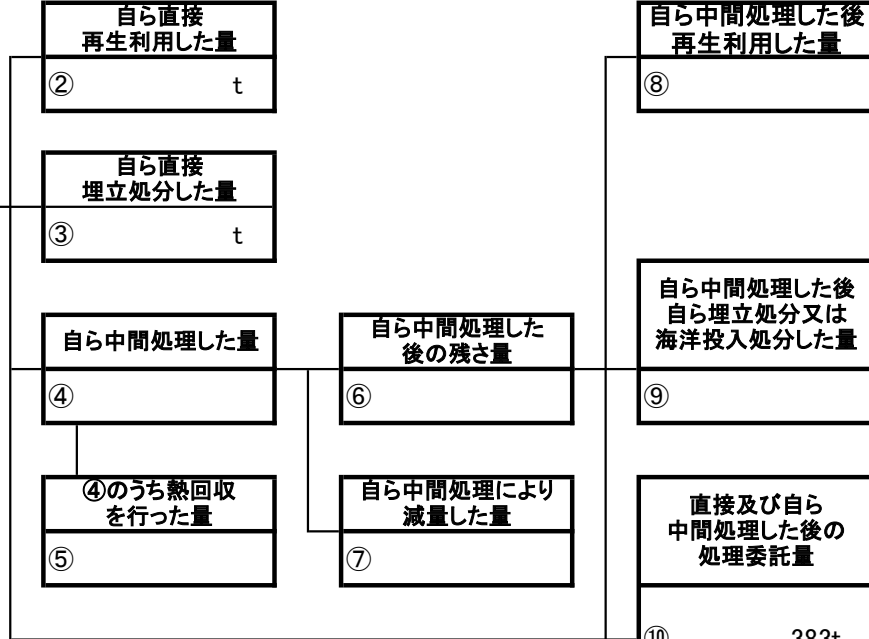 自ら直接
再生利用した量
② t
自ら中間処理した後
再生利用した量
⑧
自ら直接
埋立処分した量
③ t
自ら中間処理した後
自ら埋立処分又は
海洋投入処分した量
⑨
自ら中間処理した量
④
自ら中間処理した
後の残さ量
⑥
④のうち熱回収
を行った量
⑤
自ら中間処理により
減量した量
⑦
直接及び自ら
中間処理した後の
処理委託量
⑩ 282t